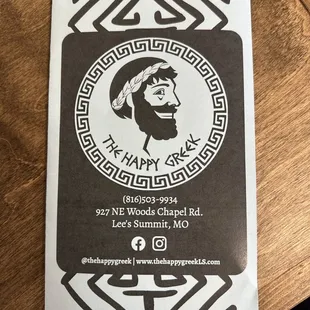 THE HAPPY GREEK
(816)503-9934
927 NE Woods Chapel Rd.
Lee's Summit, MO
@thehappygreek | www.thehappygreekLS.com